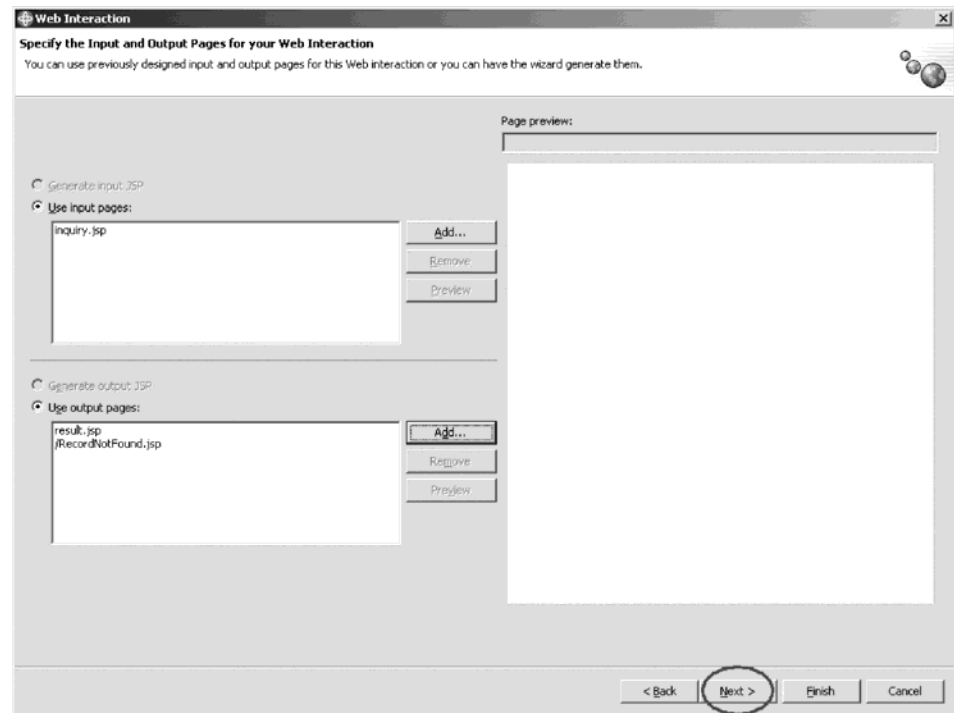 Web Interaction
Specify the Input and Output Pages for your Web Interaction
You can use previously designed input and output pages for this Web interaction or you can have the wizard generate them.
Page preview:
Generate input JSP
Use input pages:
inquiry.jsp
Add...
Remove
Preview
Generate output JSP
Use output pages:
result.jsp
/RecordNotFound.jsp
Add...
Remove
Preview
< Back
Next >
Finish
Cancel